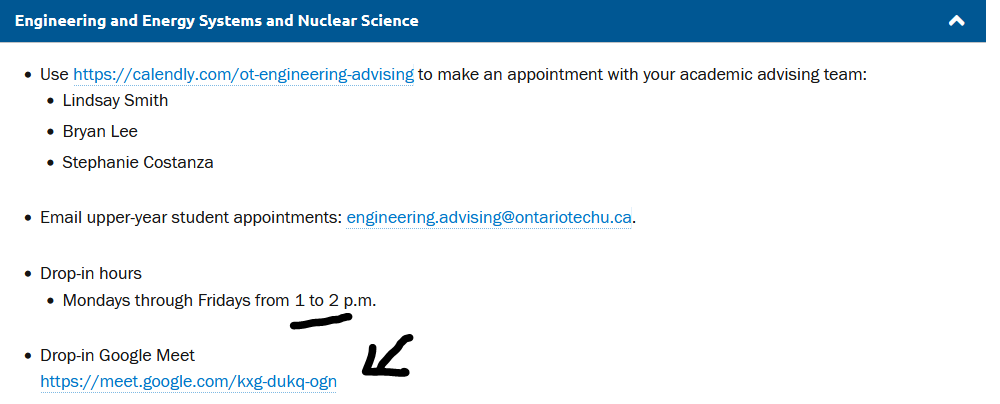 Engineering and Energy Systems and Nuclear Science
Use https://calendly.com/ot-engineering-advising to make an appointment with your academic advising team:
Lindsay Smith
Bryan Lee
Stephanie Costanza
Email upper-year student appointments: engineering.advising@ontariotechu.ca.
Drop-in hours
Mondays through Fridays from 1 to 2 p.m.
Drop-in Google Meet
https://meet.google.com/kxg-dukq-ogn